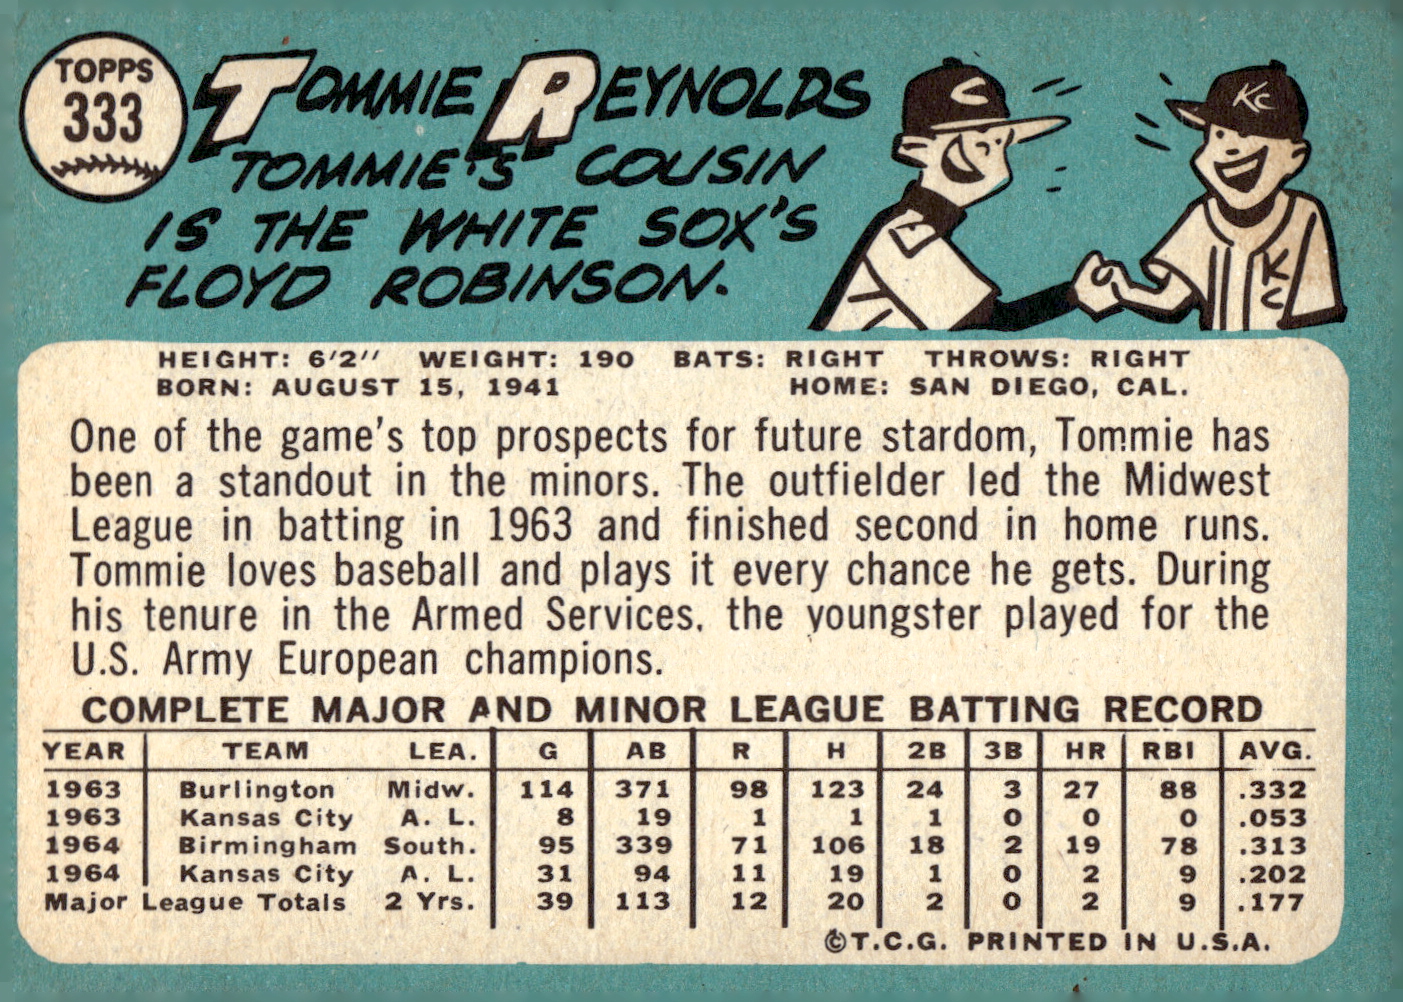 TOPPS
333
TOMMIE REYNOLDS
TOMMIE'S COUSIN
IS THE WHITE SOX'S
FLOYD ROBINSON.
C
KC
KC
HEIGHT: 6'2" WEIGHT: 190 BATS: RIGHT THROWS: RIGHT
BORN: AUGUST 15, 1941 HOME: SAN DIEGO, CAL.
One of the game's top prospects for future stardom, Tommie has
been a standout in the minors. The outfielder led the Midwest
League in batting in 1963 and finished second in home runs.
Tommie loves baseball and plays it every chance he gets. During
his tenure in the Armed Services, the youngster played for the
U.S. Army European champions.
COMPLETE MAJOR AND MINOR LEAGUE BATTING RECORD
YEAR TEAM LEA. G AB R H 2B 3B HR RBI AVG.
1963 Burlington Midw. 114 371 98 123 24 3 27 88 .332
1963 Kansas City A. L. 8 19 1 1 1 0 0 0 .053
1964 Birmingham South. 95 339 71 106 18 2 19 78 .313
1964 Kansas City A. L. 31 94 11 19 1 0 2 9 .202
Major League Totals 2 Yrs. 39 113 12 20 2 0 2 9 .177
©T.C.G. PRINTED IN U.S.A.